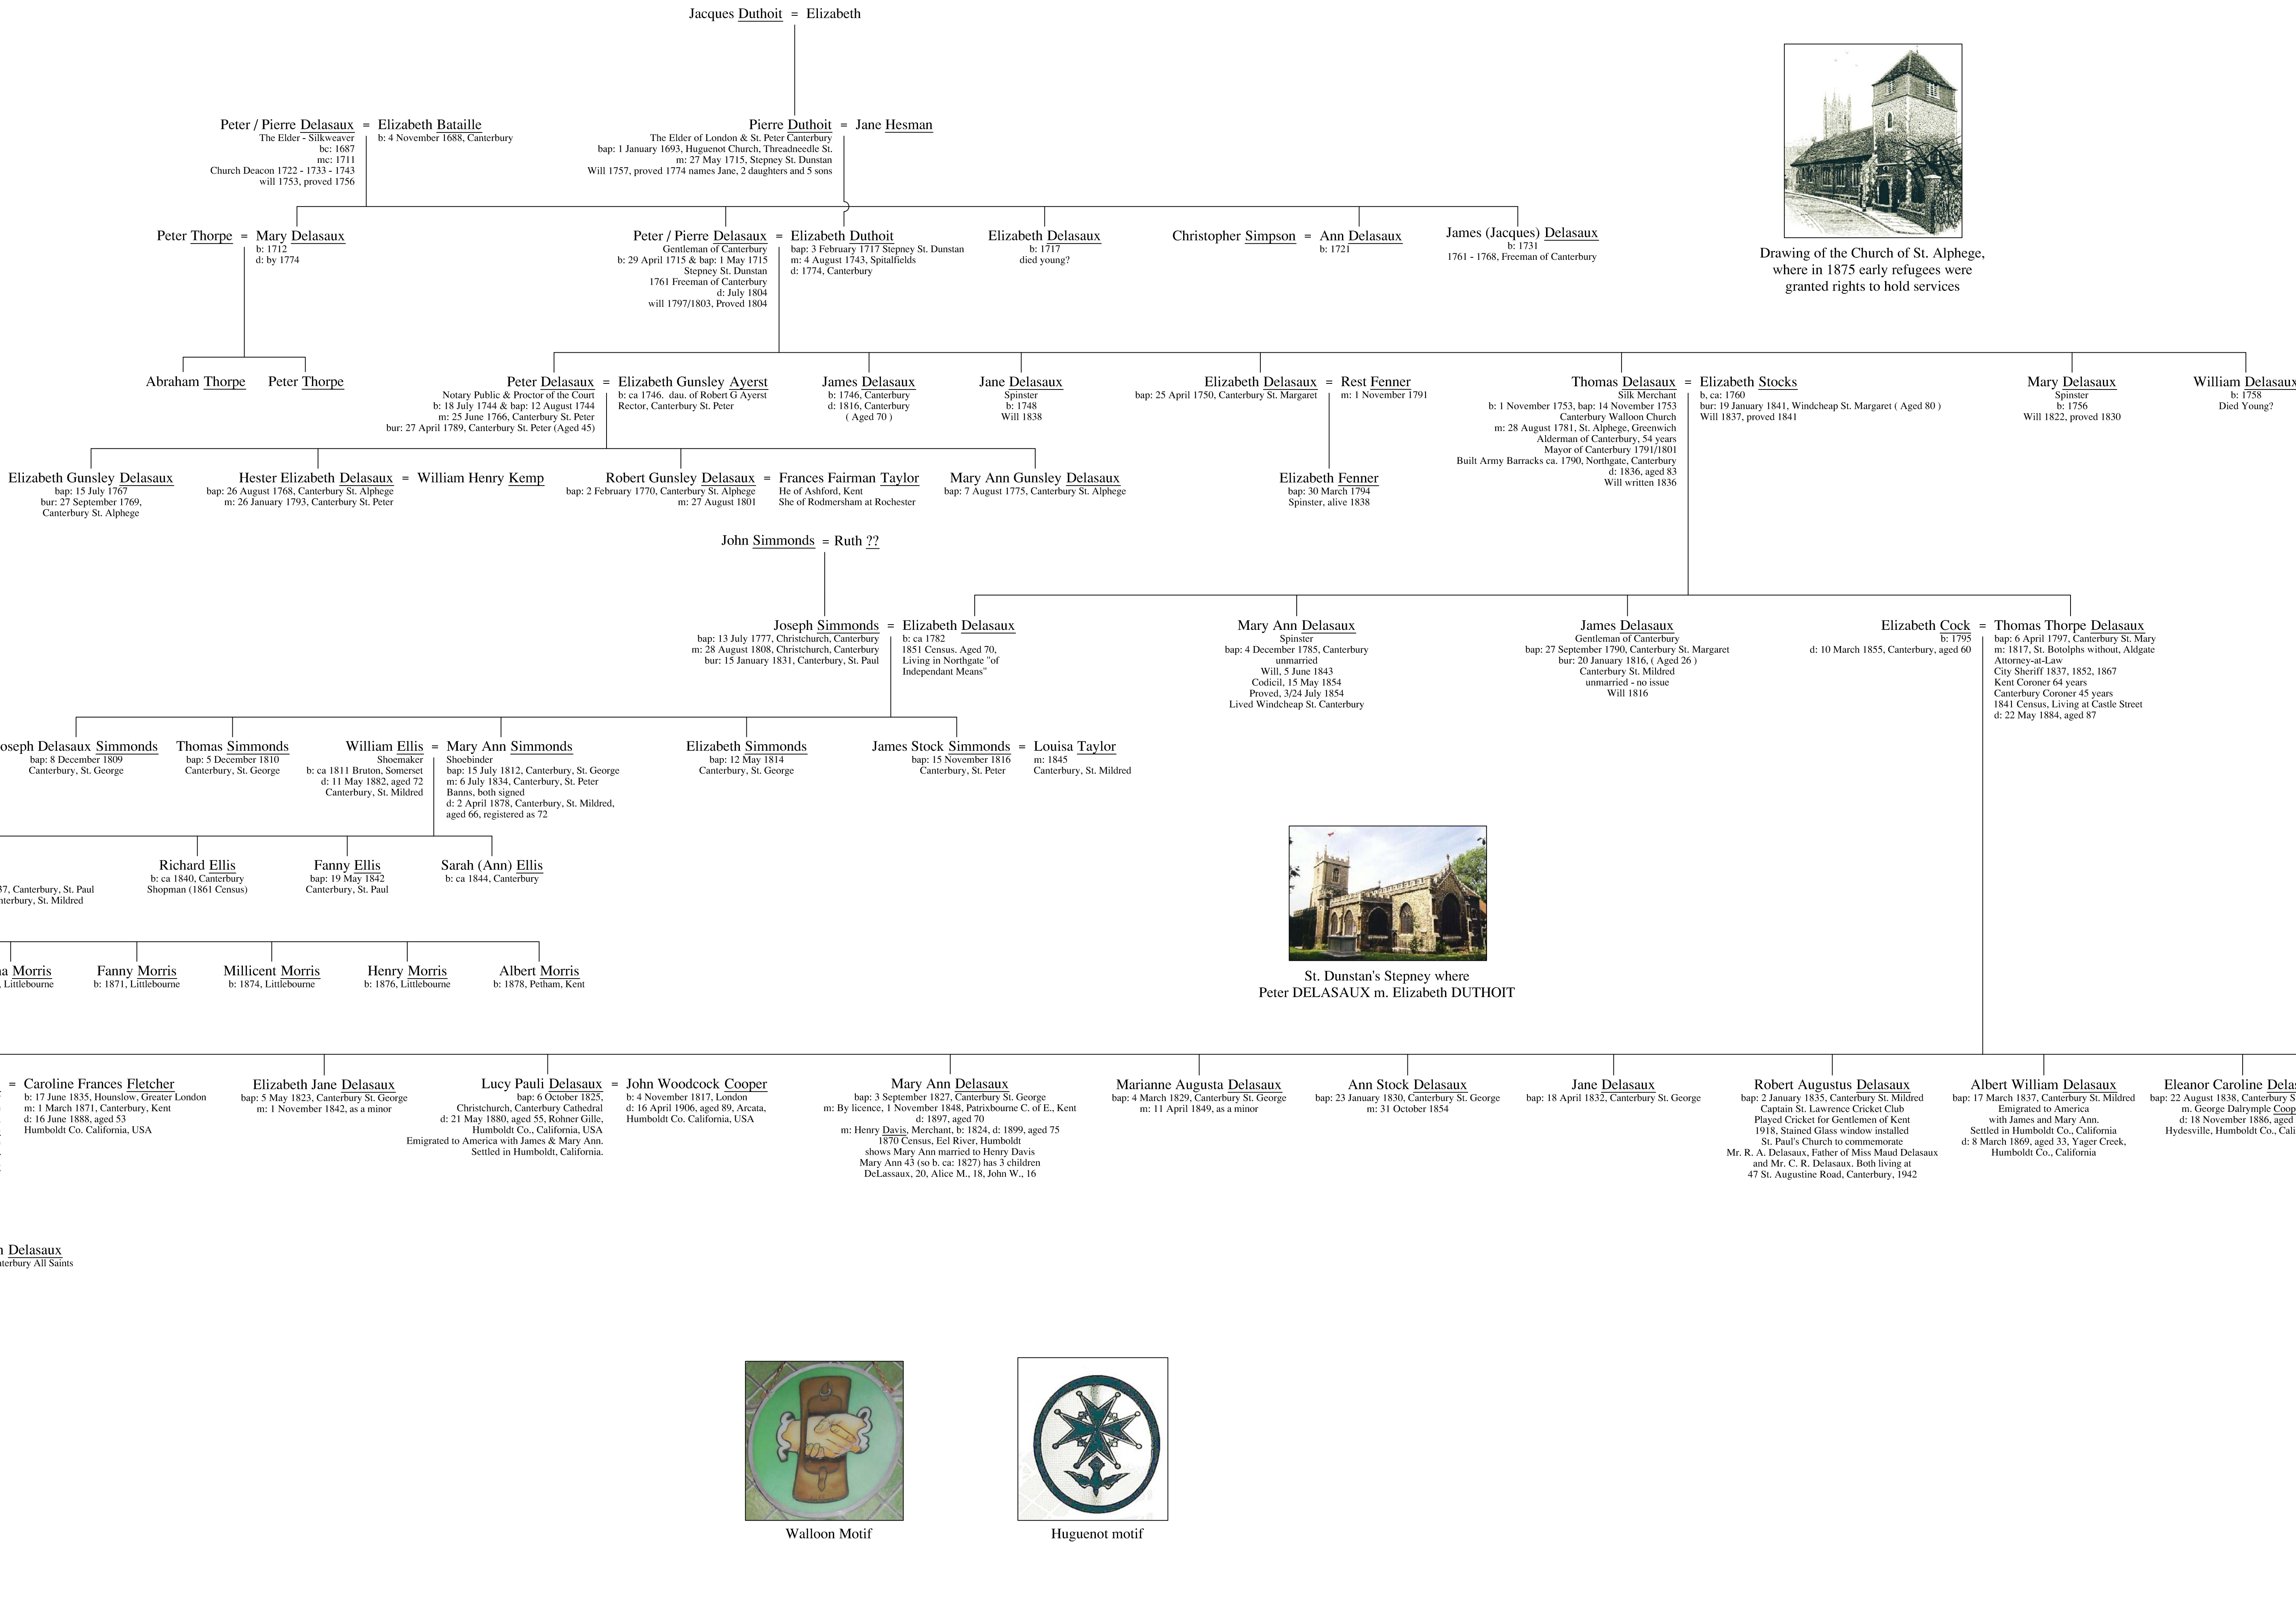 Jacques Duthoit = Elizabeth
Peter / Pierre Delasaux = Elizabeth Bataille
The Elder - Silkweaver
bc: 1687
mc: 1711
Church Deacon 1722 - 1733 - 1743
will 1753, proved 1756
b: 4 November 1688, Canterbury
Pierre Duthoit = Jane Hesman
The Elder of London & St. Peter Canterbury
bap: 1 January 1693, Huguenot Church, Threadneedle St.
m: 27 May 1715, Stepney St. Dunstan
Will 1757, proved 1774 names Jane, 2 daughters and 5 sons
Drawing of the Church of St. Alphege,
where in 1875 early refugees were
granted rights to hold services
Peter Thorpe = Mary Delasaux
b: 1712
d: by 1774
Peter / Pierre Delasaux = Elizabeth Duthoit
Gentleman of Canterbury
b: 29 April 1715 & bap: 1 May 1715
Stepney St. Dunstan
1761 Freeman of Canterbury
d: July 1804
will 1797/1803, Proved 1804
bap: 3 February 1717 Stepney St. Dunstan
m: 4 August 1743, Spitalfields
d: 1774, Canterbury
Elizabeth Delasaux
b: 1717
died young?
Christopher Simpson = Ann Delasaux
b: 1721
James (Jacques) Delasaux
b: 1731
1761 - 1768, Freeman of Canterbury
Abraham Thorpe
Peter Thorpe
Peter Delasaux = Elizabeth Gunsley Ayerst
Notary Public & Proctor of the Court
b: 18 July 1744 & bap: 12 August 1744
m: 25 June 1766, Canterbury St. Peter
bur: 27 April 1789, Canterbury St. Peter (Aged 45)
b: ca 1746. dau. of Robert G Ayerst
Rector, Canterbury St. Peter
James Delasaux
b: 1746, Canterbury
d: 1816, Canterbury
( Aged 70 )
Jane Delasaux
Spinster
b: 1748
Will 1838
Elizabeth Delasaux = Rest Fenner
bap: 25 April 1750, Canterbury St. Margaret
m: 1 November 1791
Thomas Delasaux = Elizabeth Stocks
Silk Merchant
b: 1 November 1753, bap: 14 November 1753
Canterbury Walloon Church
m: 28 August 1781, St. Alphege, Greenwich
Alderman of Canterbury, 54 years
Mayor of Canterbury 1791/1801
Built Army Barracks ca. 1790, Northgate, Canterbury
d: 1836, aged 83
Will written 1836
b, ca: 1760
bur: 19 January 1841, Windcheap St. Margaret ( Aged 80 )
Will 1837, proved 1841
Mary Delasaux
Spinster
b: 1756
Will 1822, proved 1830
William Delasaux
b: 1758
Died Young?
Elizabeth Gunsley Delasaux
bap: 15 July 1767
bur: 27 September 1769,
Canterbury St. Alphege
Hester Elizabeth Delasaux = William Henry Kemp
bap: 26 August 1768, Canterbury St. Alphege
m: 26 January 1793, Canterbury St. Peter
Robert Gunsley Delasaux = Frances Fairman Taylor
bap: 2 February 1770, Canterbury St. Alphege
m: 27 August 1801
He of Ashford, Kent
She of Rodmersham at Rochester
Mary Ann Gunsley Delasaux
bap: 7 August 1775, Canterbury St. Alphege
Elizabeth Fenner
bap: 30 March 1794
Spinster, alive 1838
John Simmonds = Ruth ??
Joseph Simmonds = Elizabeth Delasaux
bap: 13 July 1777, Christchurch, Canterbury
m: 28 August 1808, Christchurch, Canterbury
bur: 15 January 1831, Canterbury, St. Paul
b: ca 1782
1851 Census. Aged 70,
Living in Northgate "of
Independant Means"
Mary Ann Delasaux
Spinster
bap: 4 December 1785, Canterbury
unmarried
Will, 5 June 1843
Codicil, 15 May 1854
Proved, 3/24 July 1854
Lived Windcheap St. Canterbury
James Delasaux
Gentleman of Canterbury
bap: 27 September 1790, Canterbury St. Margaret
bur: 20 January 1816, ( Aged 26 )
Canterbury St. Mildred
unmarried - no issue
Will 1816
Elizabeth Cock = Thomas Thorpe Delasaux
b: 1795
d: 10 March 1855, Canterbury, aged 60
bap: 6 April 1797, Canterbury St. Mary
m: 1817, St. Botolphs without, Aldgate
Attorney-at-Law
City Sheriff 1837, 1852, 1867
Kent Coroner 64 years
Canterbury Coroner 45 years
1841 Census, Living at Castle Street
d: 22 May 1884, aged 87
oseph Delasaux Simmonds
bap: 8 December 1809
Canterbury, St. George
Thomas Simmonds
bap: 5 December 1810
Canterbury, St. George
William Ellis = Mary Ann Simmonds
Shoemaker
b: ca 1811 Bruton, Somerset
d: 11 May 1882, aged 72
Canterbury, St. Mildred
Shoebinder
bap: 15 July 1812, Canterbury, St. George
m: 6 July 1834, Canterbury, St. Peter
Banns, both signed
d: 2 April 1878, Canterbury, St. Mildred,
aged 66, registered as 72
Elizabeth Simmonds
bap: 12 May 1814
Canterbury, St. George
James Stock Simmonds = Louisa Taylor
bap: 15 November 1816
Canterbury, St. Peter
m: 1845
Canterbury, St. Mildred
37, Canterbury, St. Paul
nterbury, St. Mildred
Richard Ellis
b: ca 1840, Canterbury
Shopman (1861 Census)
Fanny Ellis
bap: 19 May 1842
Canterbury, St. Paul
Sarah (Ann) Ellis
b: ca 1844, Canterbury
St. Dunstan's Stepney where
Peter DELASAUX m. Elizabeth DUTHOIT
a Morris
, Littlebourne
Fanny Morris
b: 1871, Littlebourne
Millicent Morris
b: 1874, Littlebourne
Henry Morris
b: 1876, Littlebourne
Albert Morris
b: 1878, Petham, Kent
= Caroline Frances Fletcher
b: 17 June 1835, Hounslow, Greater London
m: 1 March 1871, Canterbury, Kent
d: 16 June 1888, aged 53
Humboldt Co. California, USA
Elizabeth Jane Delasaux
bap: 5 May 1823, Canterbury St. George
m: 1 November 1842, as a minor
Lucy Pauli Delasaux = John Woodcock Cooper
bap: 6 October 1825,
Christchurch, Canterbury Cathedral
d: 21 May 1880, aged 55, Rohner Gille,
Humboldt Co., California, USA
Emigrated to America with James & Mary Ann.
Settled in Humboldt, California.
b: 4 November 1817, London
d: 16 April 1906, aged 89, Arcata,
Humboldt Co. California, USA
Mary Ann Delasaux
bap: 3 September 1827, Canterbury St. George
m: By licence, 1 November 1848, Patrixbourne C. of E., Kent
d: 1897, aged 70
m: Henry Davis, Merchant, b: 1824, d: 1899, aged 75
1870 Census, Eel River, Humboldt
shows Mary Ann married to Henry Davis
Mary Ann 43 (so b. ca: 1827) has 3 children
DeLassaux, 20, Alice M., 18, John W., 16
Marianne Augusta Delasaux
bap: 4 March 1829, Canterbury St. George
m: 11 April 1849, as a minor
Ann Stock Delasaux
bap: 23 January 1830, Canterbury St. George
m: 31 October 1854
Jane Delasaux
bap: 18 April 1832, Canterbury St. George
Robert Augustus Delasaux
bap: 2 January 1835, Canterbury St. Mildred
Captain St. Lawrence Cricket Club
Played Cricket for Gentlemen of Kent
1918, Stained Glass window installed
St. Paul's Church to commemorate
Mr. R. A. Delasaux, Father of Miss Maud Delasaux
and Mr. C. R. Delasaux. Both living at
47 St. Augustine Road, Canterbury, 1942
Albert William Delasaux
bap: 17 March 1837, Canterbury St. Mildred
Emigrated to America
with James and Mary Ann.
Settled in Humboldt Co., California
d: 8 March 1869, aged 33, Yager Creek,
Humboldt Co., California
Eleanor Caroline Delas
bap: 22 August 1838, Canterbury S
m. George Dalrymple Coop
d: 18 November 1886, aged
Hydesville, Humboldt Co., Cali
Delasaux
nterbury All Saints
Walloon Motif
Huguenot motif